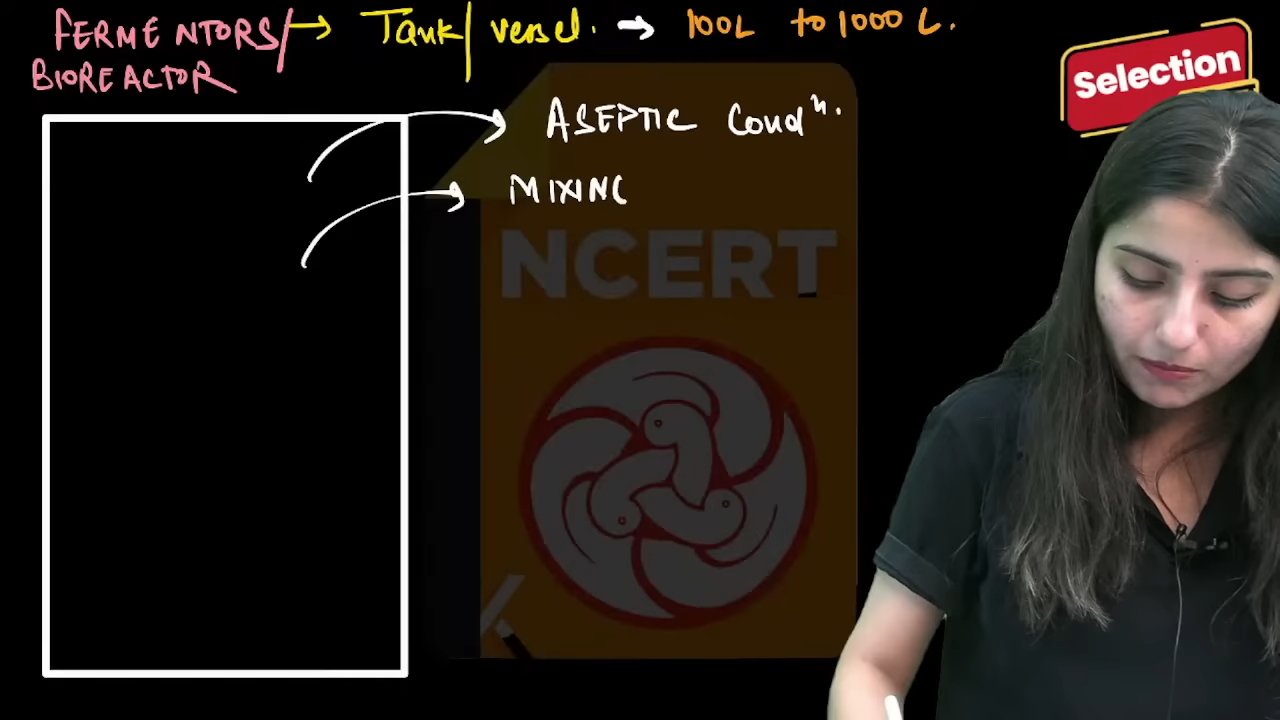 FERMENTORS/ → Tank/ vessel. → 100L to 1000 L.
BIOREACTOR
Selection
ASEPTIC Condⁿ.
MIXING
NCERT